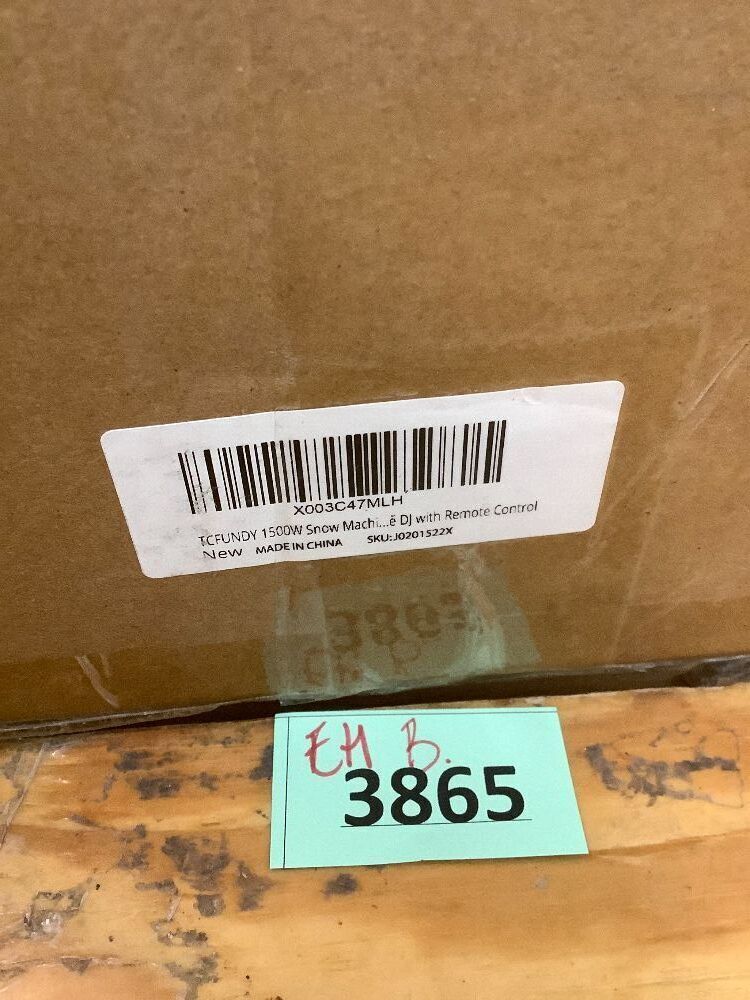 X003C47MLH
TCFUNDY 1500W Snow Machi...ë DJ with Remote Control
New MADE IN CHINA SKU:J0201522X
EH B.
3865